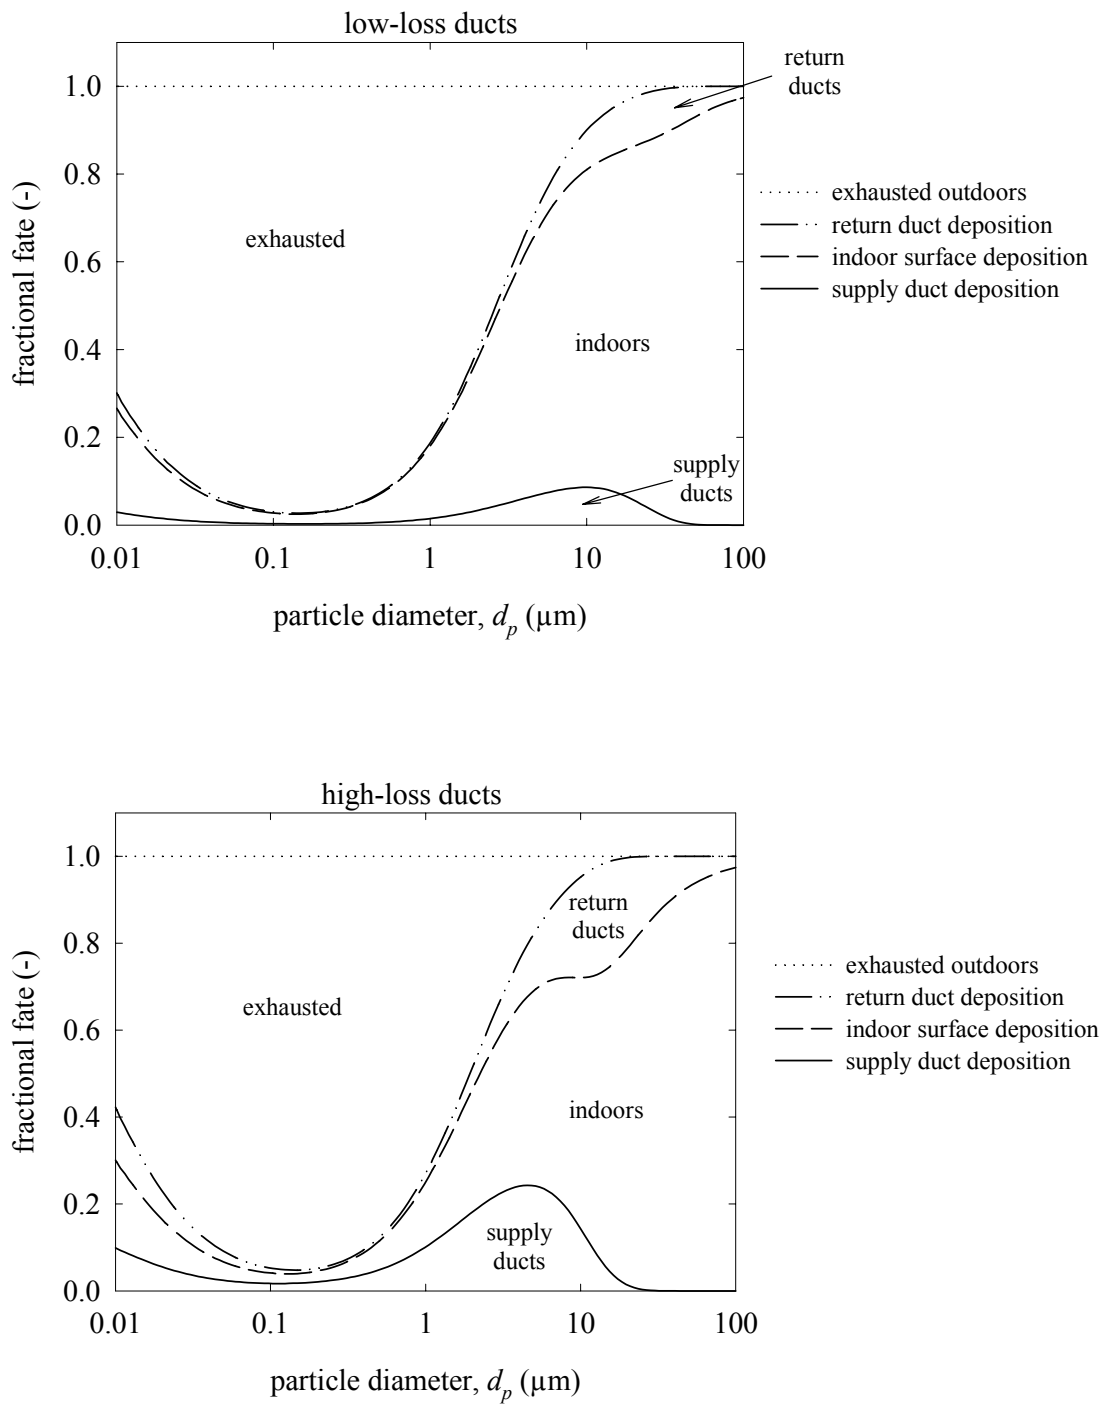 low-loss ducts
return
ducts
1.0
0.8
0.6
0.4
0.2
0.0
fractional fate (-)
exhausted
indoors
supply
ducts
exhausted outdoors
return duct deposition
indoor surface deposition
supply duct deposition
0.01 0.1 1 10 100
particle diameter, dp (µm)
high-loss ducts
1.0
0.8
0.6
0.4
0.2
0.0
fractional fate (-)
return
ducts
exhausted
indoors
supply
ducts
exhausted outdoors
return duct deposition
indoor surface deposition
supply duct deposition
0.01 0.1 1 10 100
particle diameter, dp (µm)